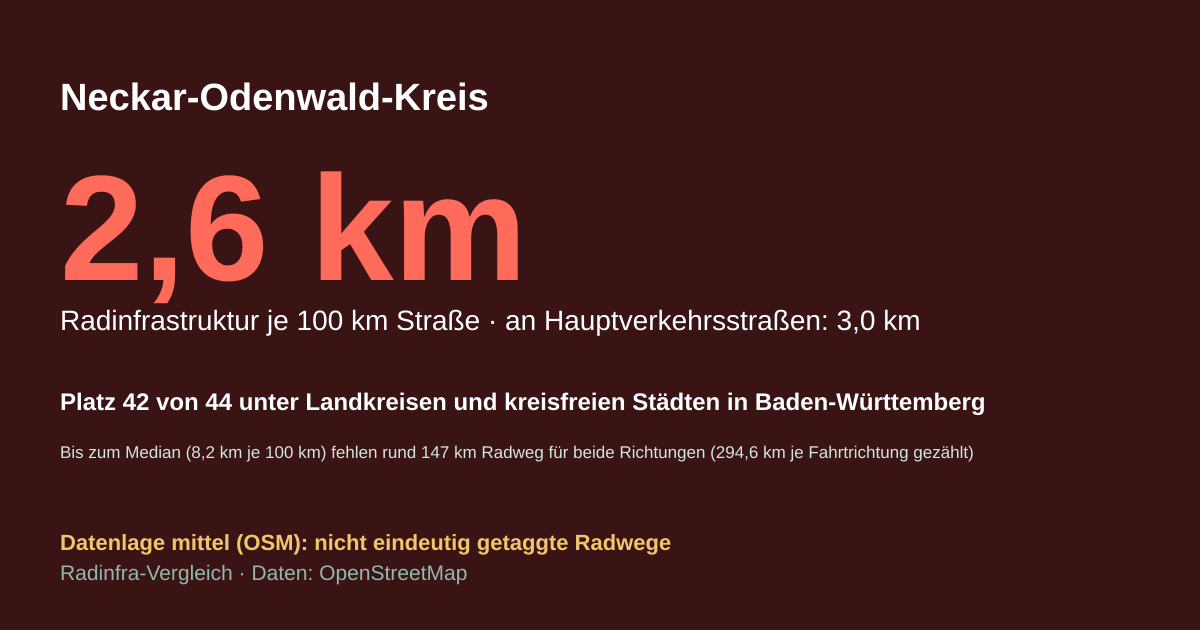 Neckar-Odenwald-Kreis
2,6 km
Radinfrastruktur je 100 km Straße · an Hauptverkehrsstraßen: 3,0 km
Platz 42 von 44 unter Landkreisen und kreisfreien Städten in Baden-Württemberg
Bis zum Median (8,2 km je 100 km) fehlen rund 147 km Radweg für beide Richtungen (294,6 km je Fahrtrichtung gezählt)
Datenlage mittel (OSM): nicht eindeutig getaggte Radwege
Radinfra-Vergleich · Daten: OpenStreetMap